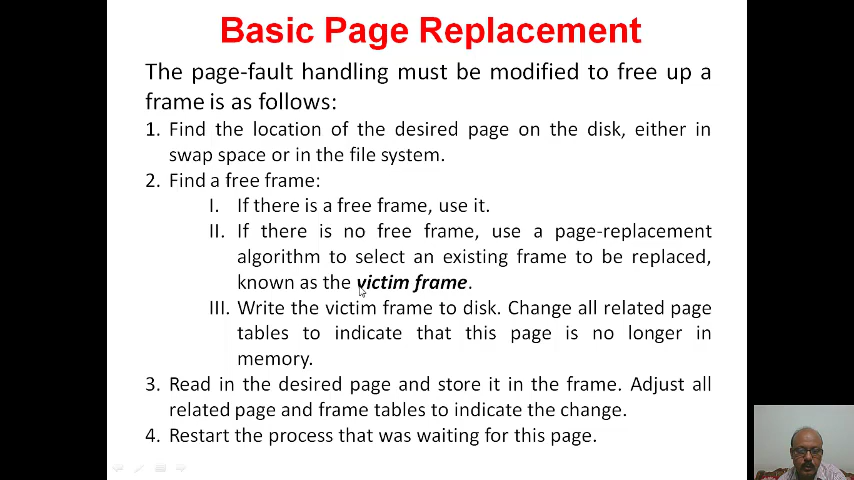 Basic Page Replacement
The page-fault handling must be modified to free up a
frame is as follows:
1. Find the location of the desired page on the disk, either in
swap space or in the file system.
2. Find a free frame:
I. If there is a free frame, use it.
II. If there is no free frame, use a page-replacement
algorithm to select an existing frame to be replaced,
known as the victim frame.
III. Write the victim frame to disk. Change all related page
tables to indicate that this page is no longer in
memory.
3. Read in the desired page and store it in the frame. Adjust all
related page and frame tables to indicate the change.
4. Restart the process that was waiting for this page.